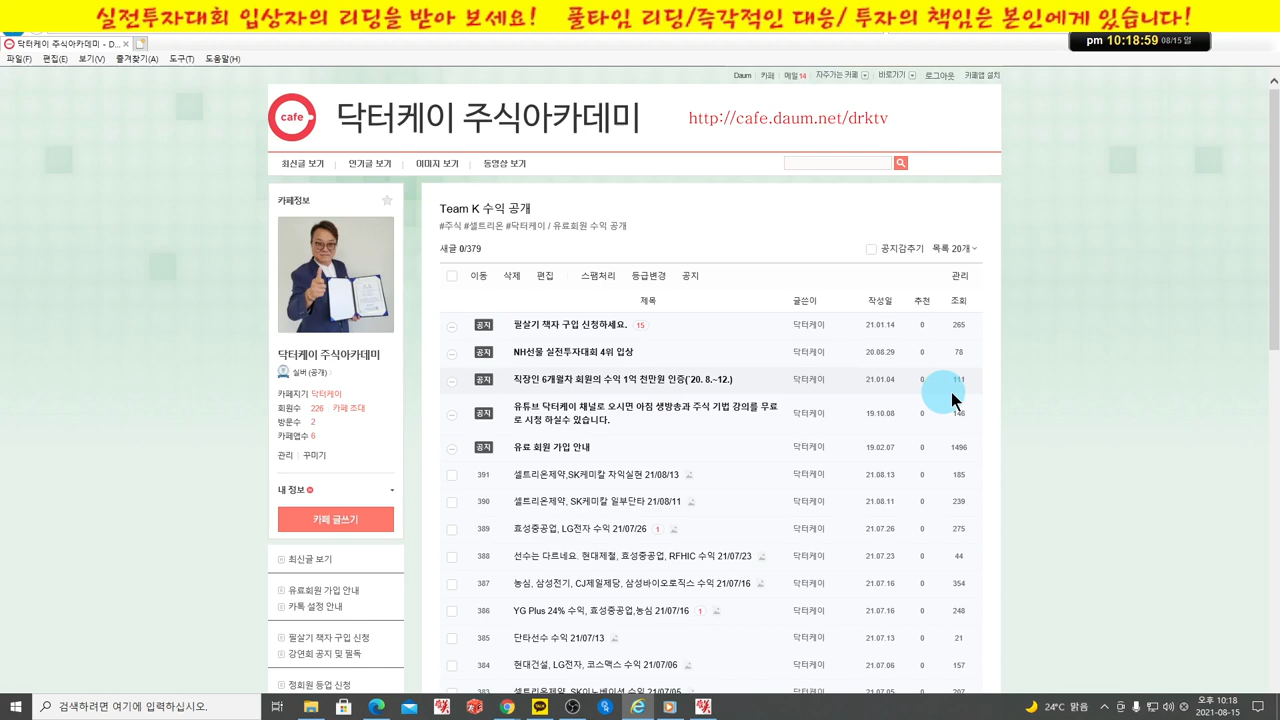 실전투자대회 입상자의 리딩을 받아 보세요! 풀타임 리딩/즉각적인 대응/ 투자의 책임은 본인에게 있습니다!
닥터케이 주식아카데미 - D...
pm 10:18:59 08/15 일
파일(F) 편집(E) 보기(V) 즐겨찾기(A) 도구(T) 도움말(H)
Daum 카페 메일14 자주가는 카페 바로가기 로그아웃 카페앱 설치
cafe 닥터케이 주식아카데미 http://cafe.daum.net/drktv
최신글 보기 인기글 보기 이미지 보기 동영상 보기
카페정보
닥터케이 주식아카데미
실버 (공개)
카페지기 닥터케이
회원수 226 카페 초대
방문수 2
카페앱수 6
관리 꾸미기
내 정보
카페 글쓰기
최신글 보기
유료회원 가입 안내
카톡 설정 안내
필살기 책자 구입 신청
강연회 공지 및 필독
정회원 등업 신청
Team K 수익 공개
#주식 #셀트리온 #닥터케이 / 유료회원 수익 공개
새글 0/379 공지감추기 목록 20개
이동 삭제 편집 스팸처리 등급변경 공지 관리
제목 글쓴이 작성일 추천 조회
공지 필살기 책자 구입 신청하세요. 15 닥터케이 21.01.14 0 265
공지 NH선물 실전투자대회 4위 입상 닥터케이 20.08.29 0 78
공지 직장인 6개월차 회원의 수익 1억 천만원 인증(`20. 8.~12.) 닥터케이 21.01.04 0 111
공지 유튜브 닥터케이 채널로 오시면 아침 생방송과 주식 기법 강의를 무료 닥터케이 19.10.08 0 146
로 시청 하실수 있습니다.
공지 유료 회원 가입 안내 닥터케이 19.02.07 0 1496
391 셀트리온제약,SK케미칼 자익실현 21/08/13 닥터케이 21.08.13 0 185
390 셀트리온제약, SK케미칼 일부단타 21/08/11 닥터케이 21.08.11 0 239
389 효성중공업, LG전자 수익 21/07/26 1 닥터케이 21.07.26 0 275
388 선수는 다르네요. 현대제철, 효성중공업, RFHIC 수익 21/07/23 닥터케이 21.07.23 0 44
387 농심, 삼성전기, CJ제일제당, 삼성바이오로직스 수익 21/07/16 닥터케이 21.07.16 0 354
386 YG Plus 24% 수익, 효성중공업,농심 21/07/16 1 닥터케이 21.07.16 0 248
385 단타선수 수익 21/07/13 닥터케이 21.07.13 0 21
384 현대건설, LG전자, 코스맥스 수익 21/07/06 닥터케이 21.07.06 0 157
383 셀트리온제약, SK이노베이션 수익 21/07/05 닥터케이 21.07.05 0 207
검색하려면 여기에 입력하십시오.
24°C 맑음
오후 10:18
2021-08-15